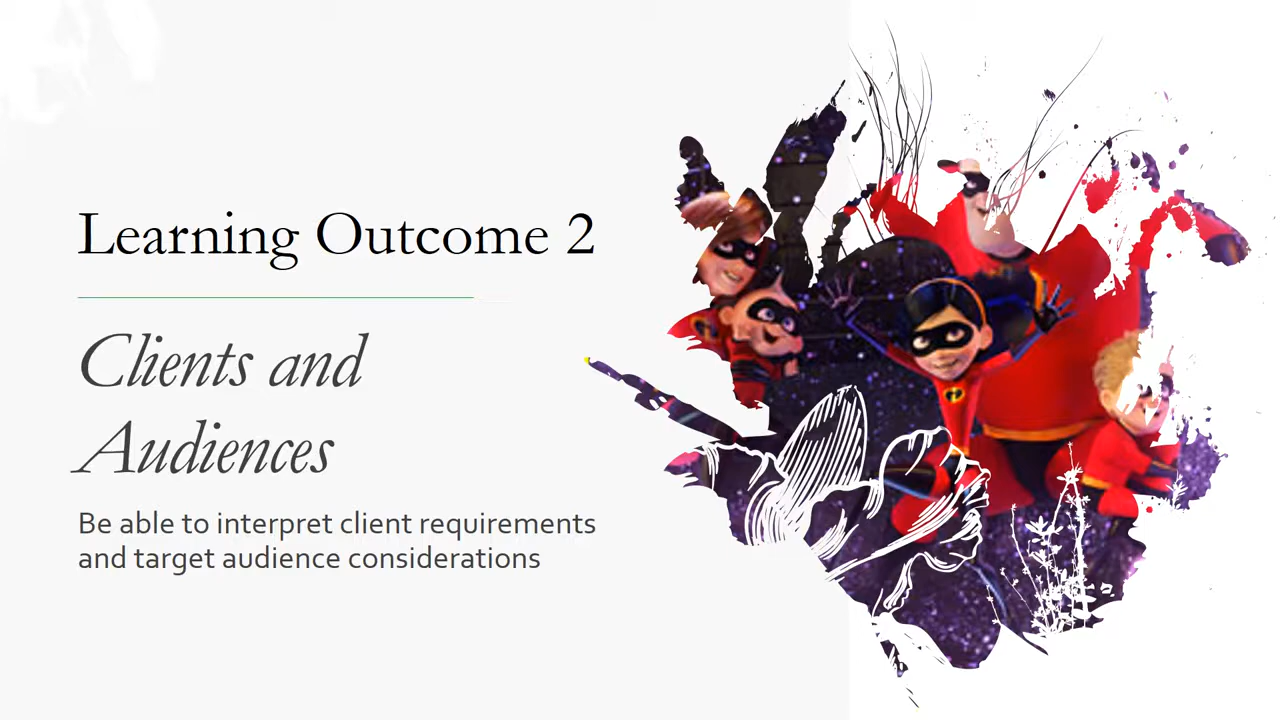 Learning Outcome 2
Clients and
Audiences
Be able to interpret client requirements
and target audience considerations